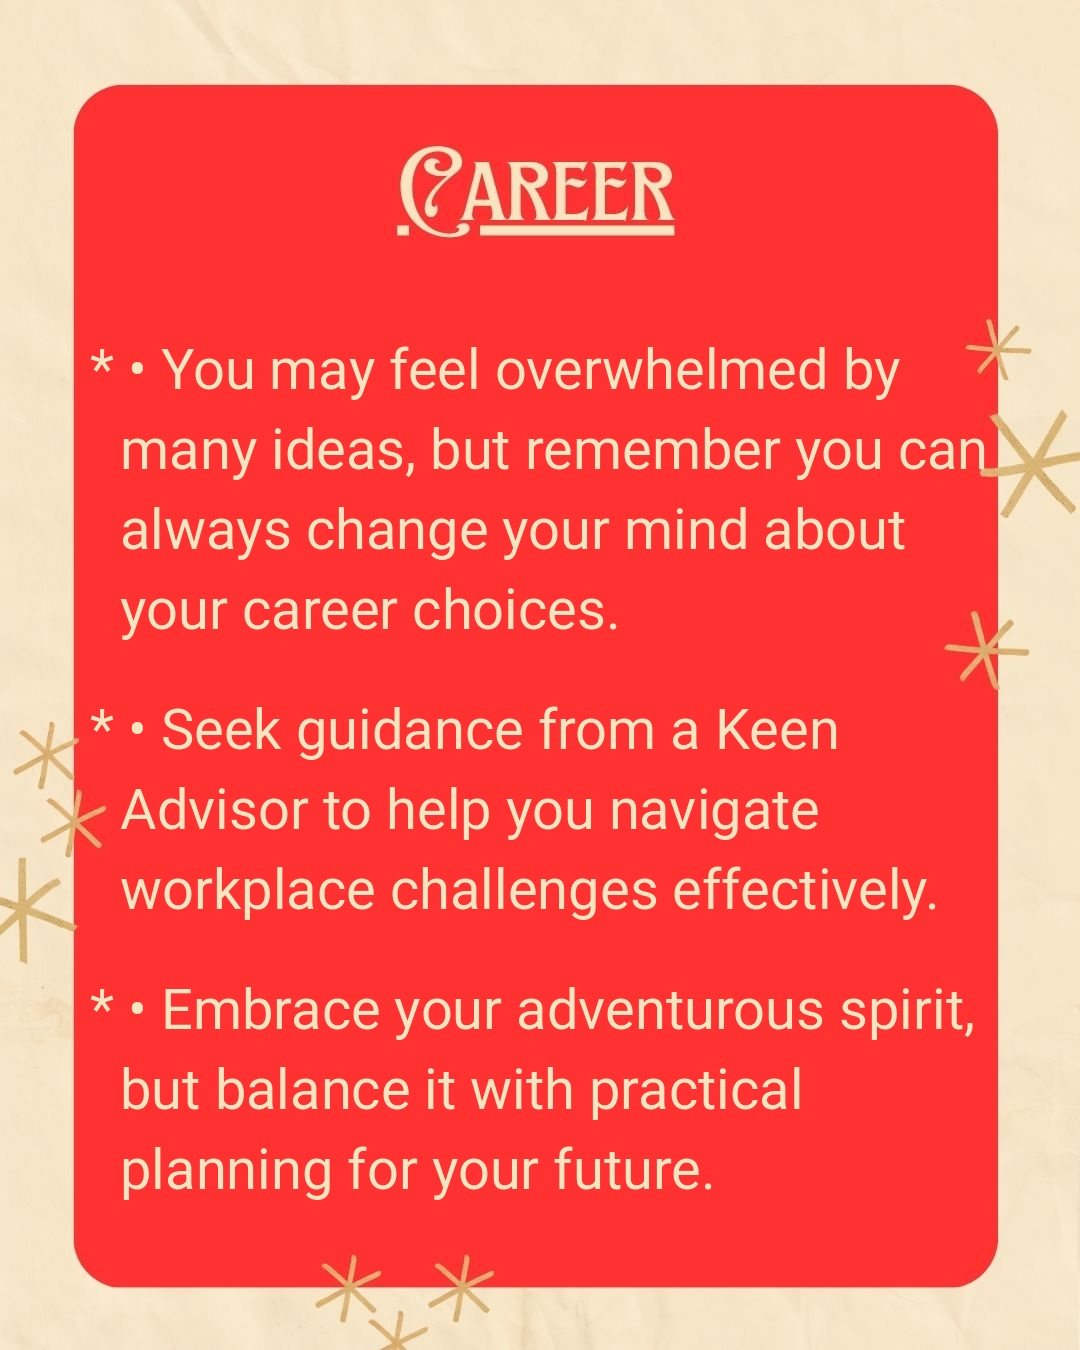 CAREER
* • You may feel overwhelmed by
many ideas, but remember you can
always change your mind about
your career choices.
* • Seek guidance from a Keen
Advisor to help you navigate
workplace challenges effectively.
* • Embrace your adventurous spirit,
but balance it with practical
planning for your future.